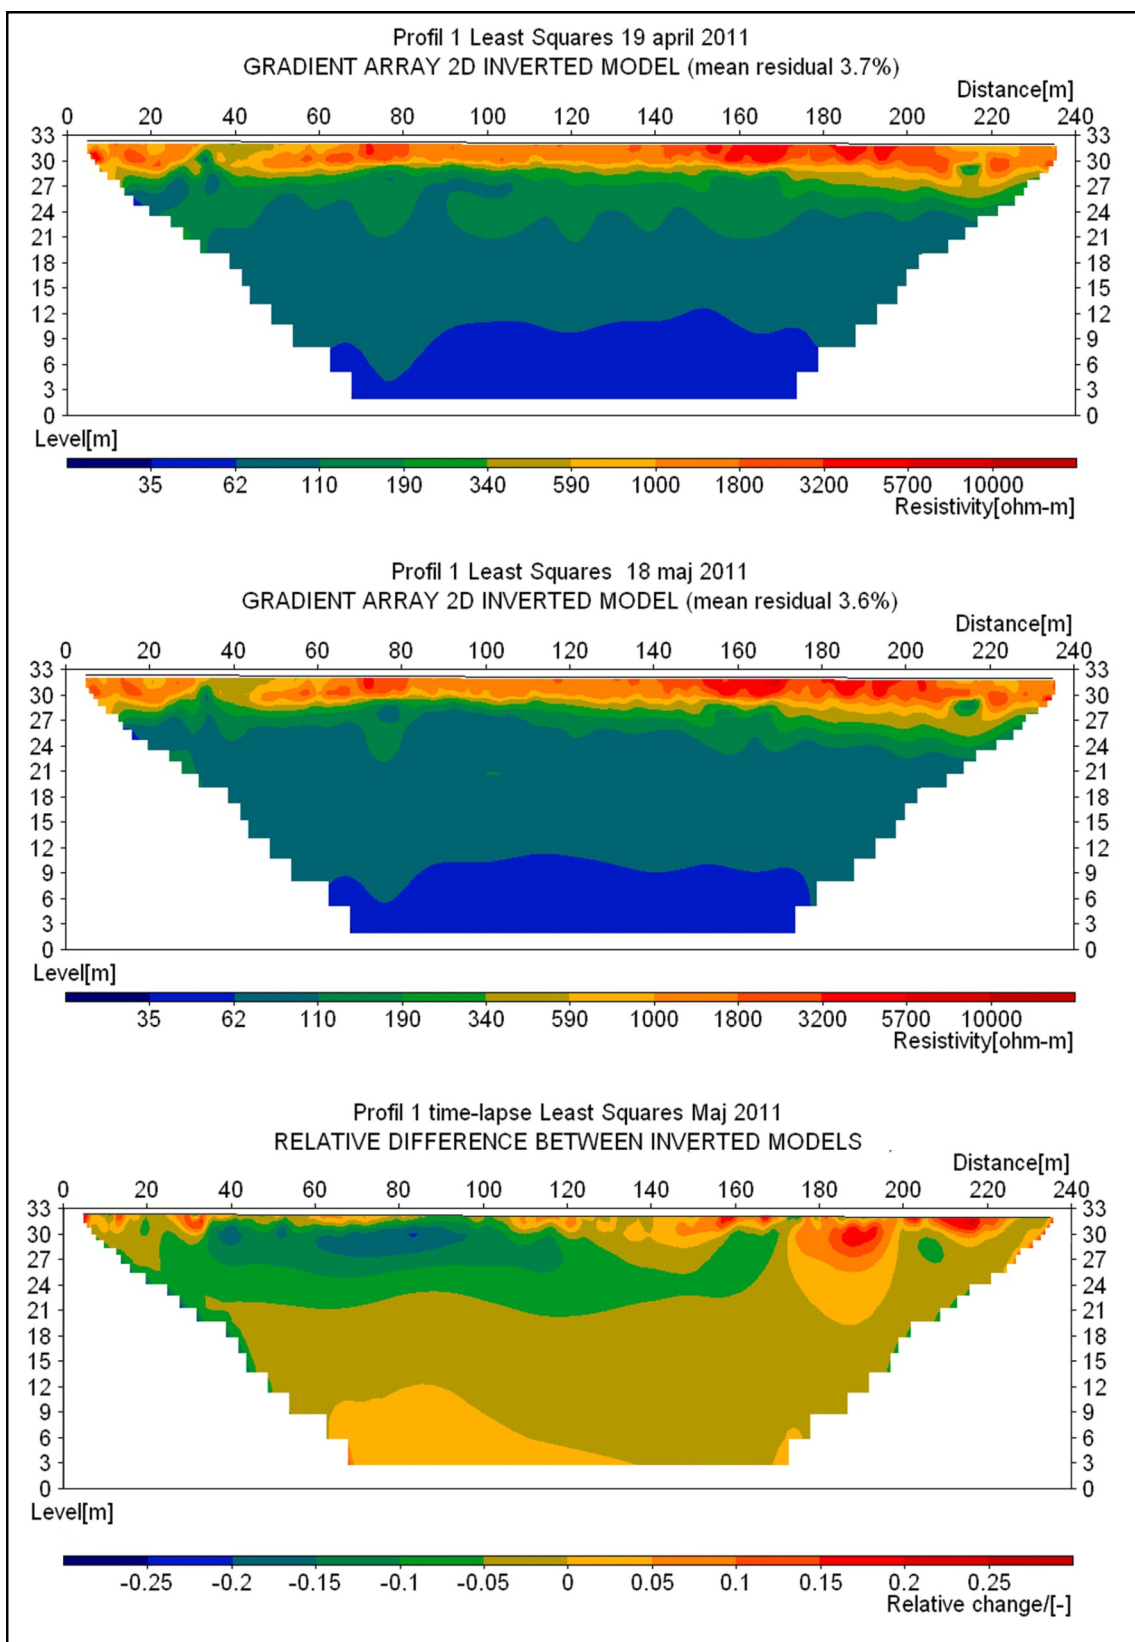 Profil 1 Least Squares 19 april 2011
GRADIENT ARRAY 2D INVERTED MODEL (mean residual 3.7%)
Distance[m]
0 20 40 60 80 100 120 140 160 180 200 220 240
33 33
30 30
27 27
24 24
21 21
18 18
15 15
12 12
9 9
6 6
3 3
0 0
Level[m]
35 62 110 190 340 590 1000 1800 3200 5700 10000
Resistivity[ohm-m]
Profil 1 Least Squares 18 maj 2011
GRADIENT ARRAY 2D INVERTED MODEL (mean residual 3.6%)
Distance[m]
0 20 40 60 80 100 120 140 160 180 200 220 240
33 33
30 30
27 27
24 24
21 21
18 18
15 15
12 12
9 9
6 6
3 3
0 0
Level[m]
35 62 110 190 340 590 1000 1800 3200 5700 10000
Resistivity[ohm-m]
Profil 1 time-lapse Least Squares Maj 2011
RELATIVE DIFFERENCE BETWEEN INVERTED MODELS
Distance[m]
0 20 40 60 80 100 120 140 160 180 200 220 240
33 33
30 30
27 27
24 24
21 21
18 18
15 15
12 12
9 9
6 6
3 3
0 0
Level[m]
-0.25 -0.2 -0.15 -0.1 -0.05 0 0.05 0.1 0.15 0.2 0.25
Relative change/[-]